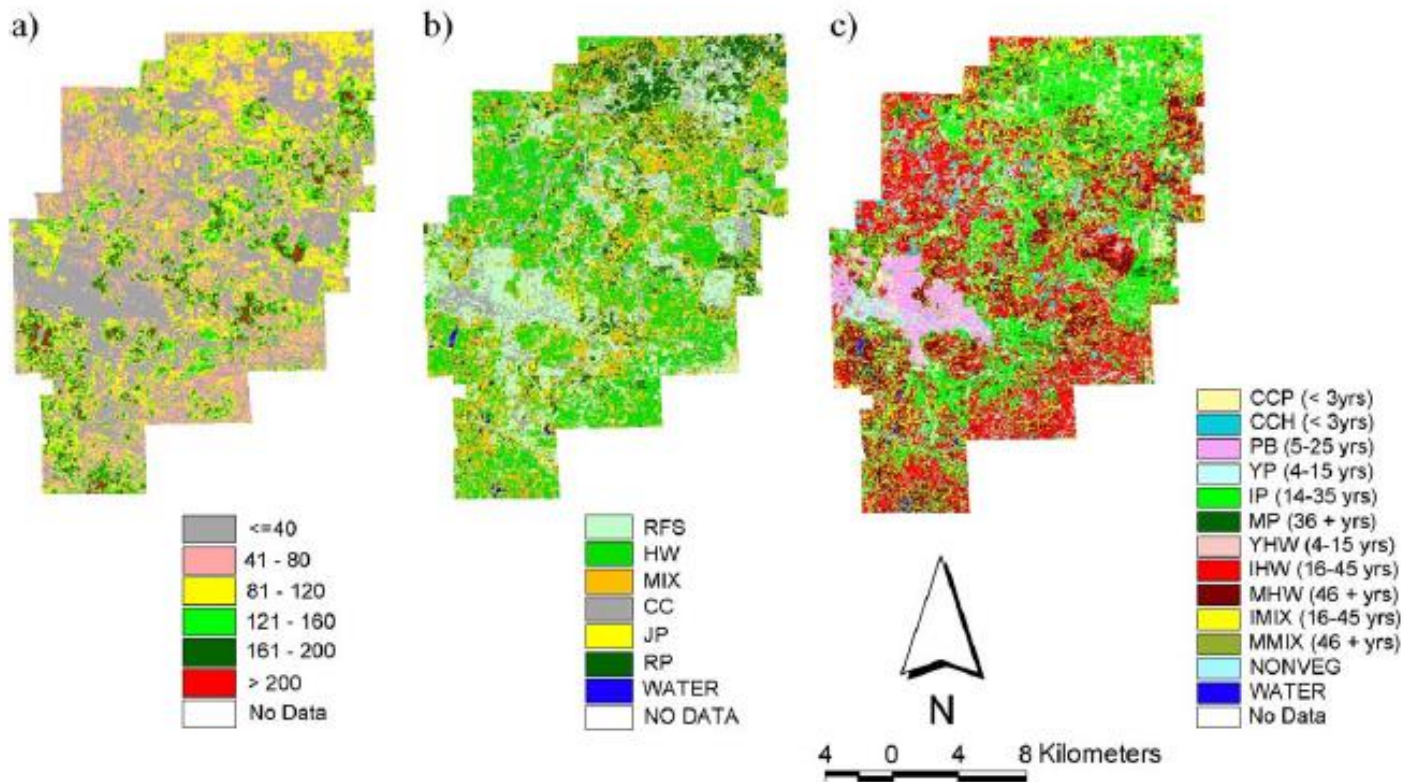 a)
b)
c)
<=40
41 - 80
81 - 120
121 - 160
161 - 200
> 200
No Data
RFS
HW
MIX
CC
JP
RP
WATER
NO DATA
CCP (< 3yrs)
CCH (< 3yrs)
PB (5-25 yrs)
YP (4-15 yrs)
IP (14-35 yrs)
MP (36 + yrs)
YHW (4-15 yrs)
IHW (16-45 yrs)
MHW (46 + yrs)
IMIX (16-45 yrs)
MMIX (46 + yrs)
NONVEG
WATER
No Data
N
4 0 4 8 Kilometers